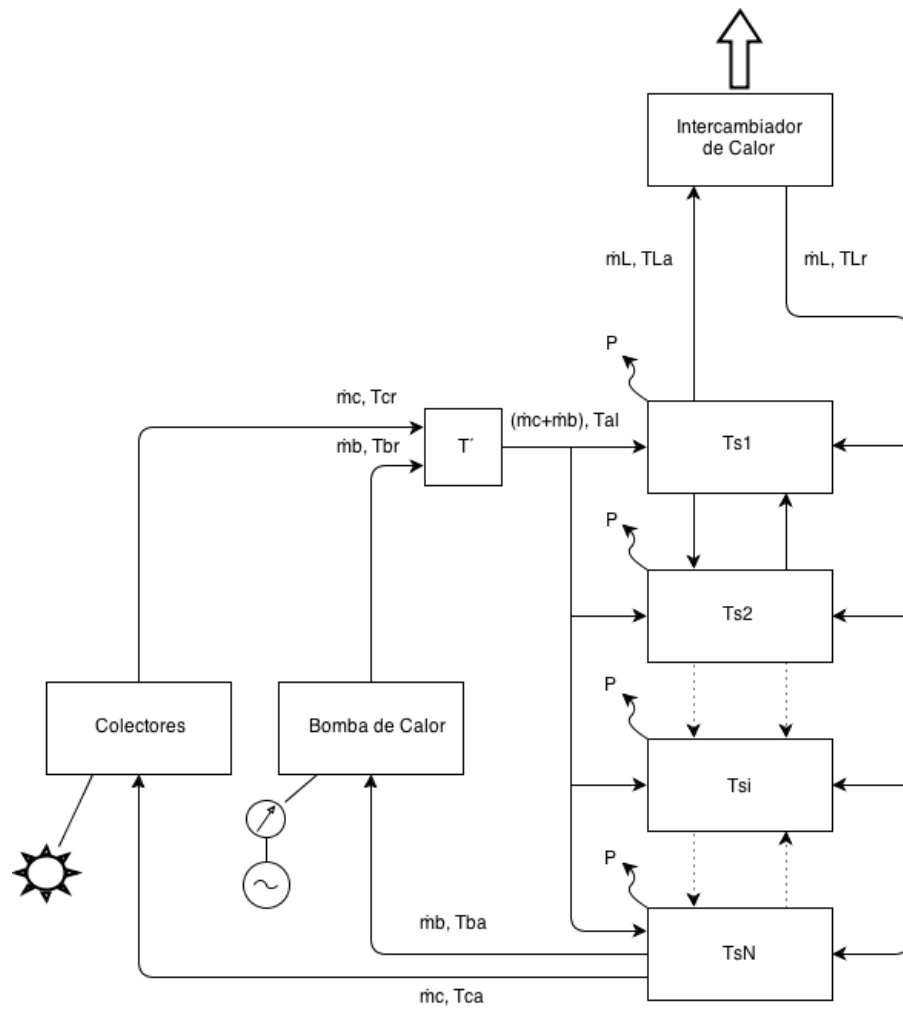 Intercambiador
de Calor
ṁL, TLa
ṁL, TLr
P
ṁc, Tcr
(ṁc+ṁb), Tal
ṁb, Tbr
T´
Ts1
P
Ts2
P
Colectores
Bomba de Calor
Tsi
P
ṁb, Tba
TsN
ṁc, Tca